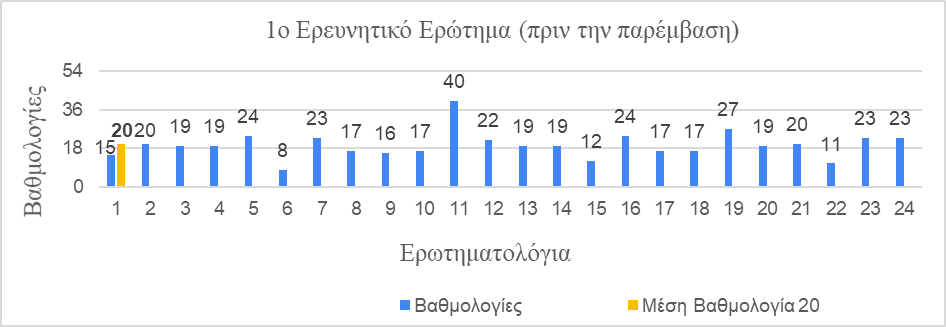 1ο Ερευνητικό Ερώτημα (πριν την παρέμβαση)
Βαθμολογίες
54
36
18
0
15 20 20 19 19 24 8 23 17 16 17 40 22 19 19 12 24 17 17 27 19 20 11 23 23
1 2 3 4 5 6 7 8 9 10 11 12 13 14 15 16 17 18 19 20 21 22 23 24
Ερωτηματολόγια
Βαθμολογίες Μέση Βαθμολογία 20